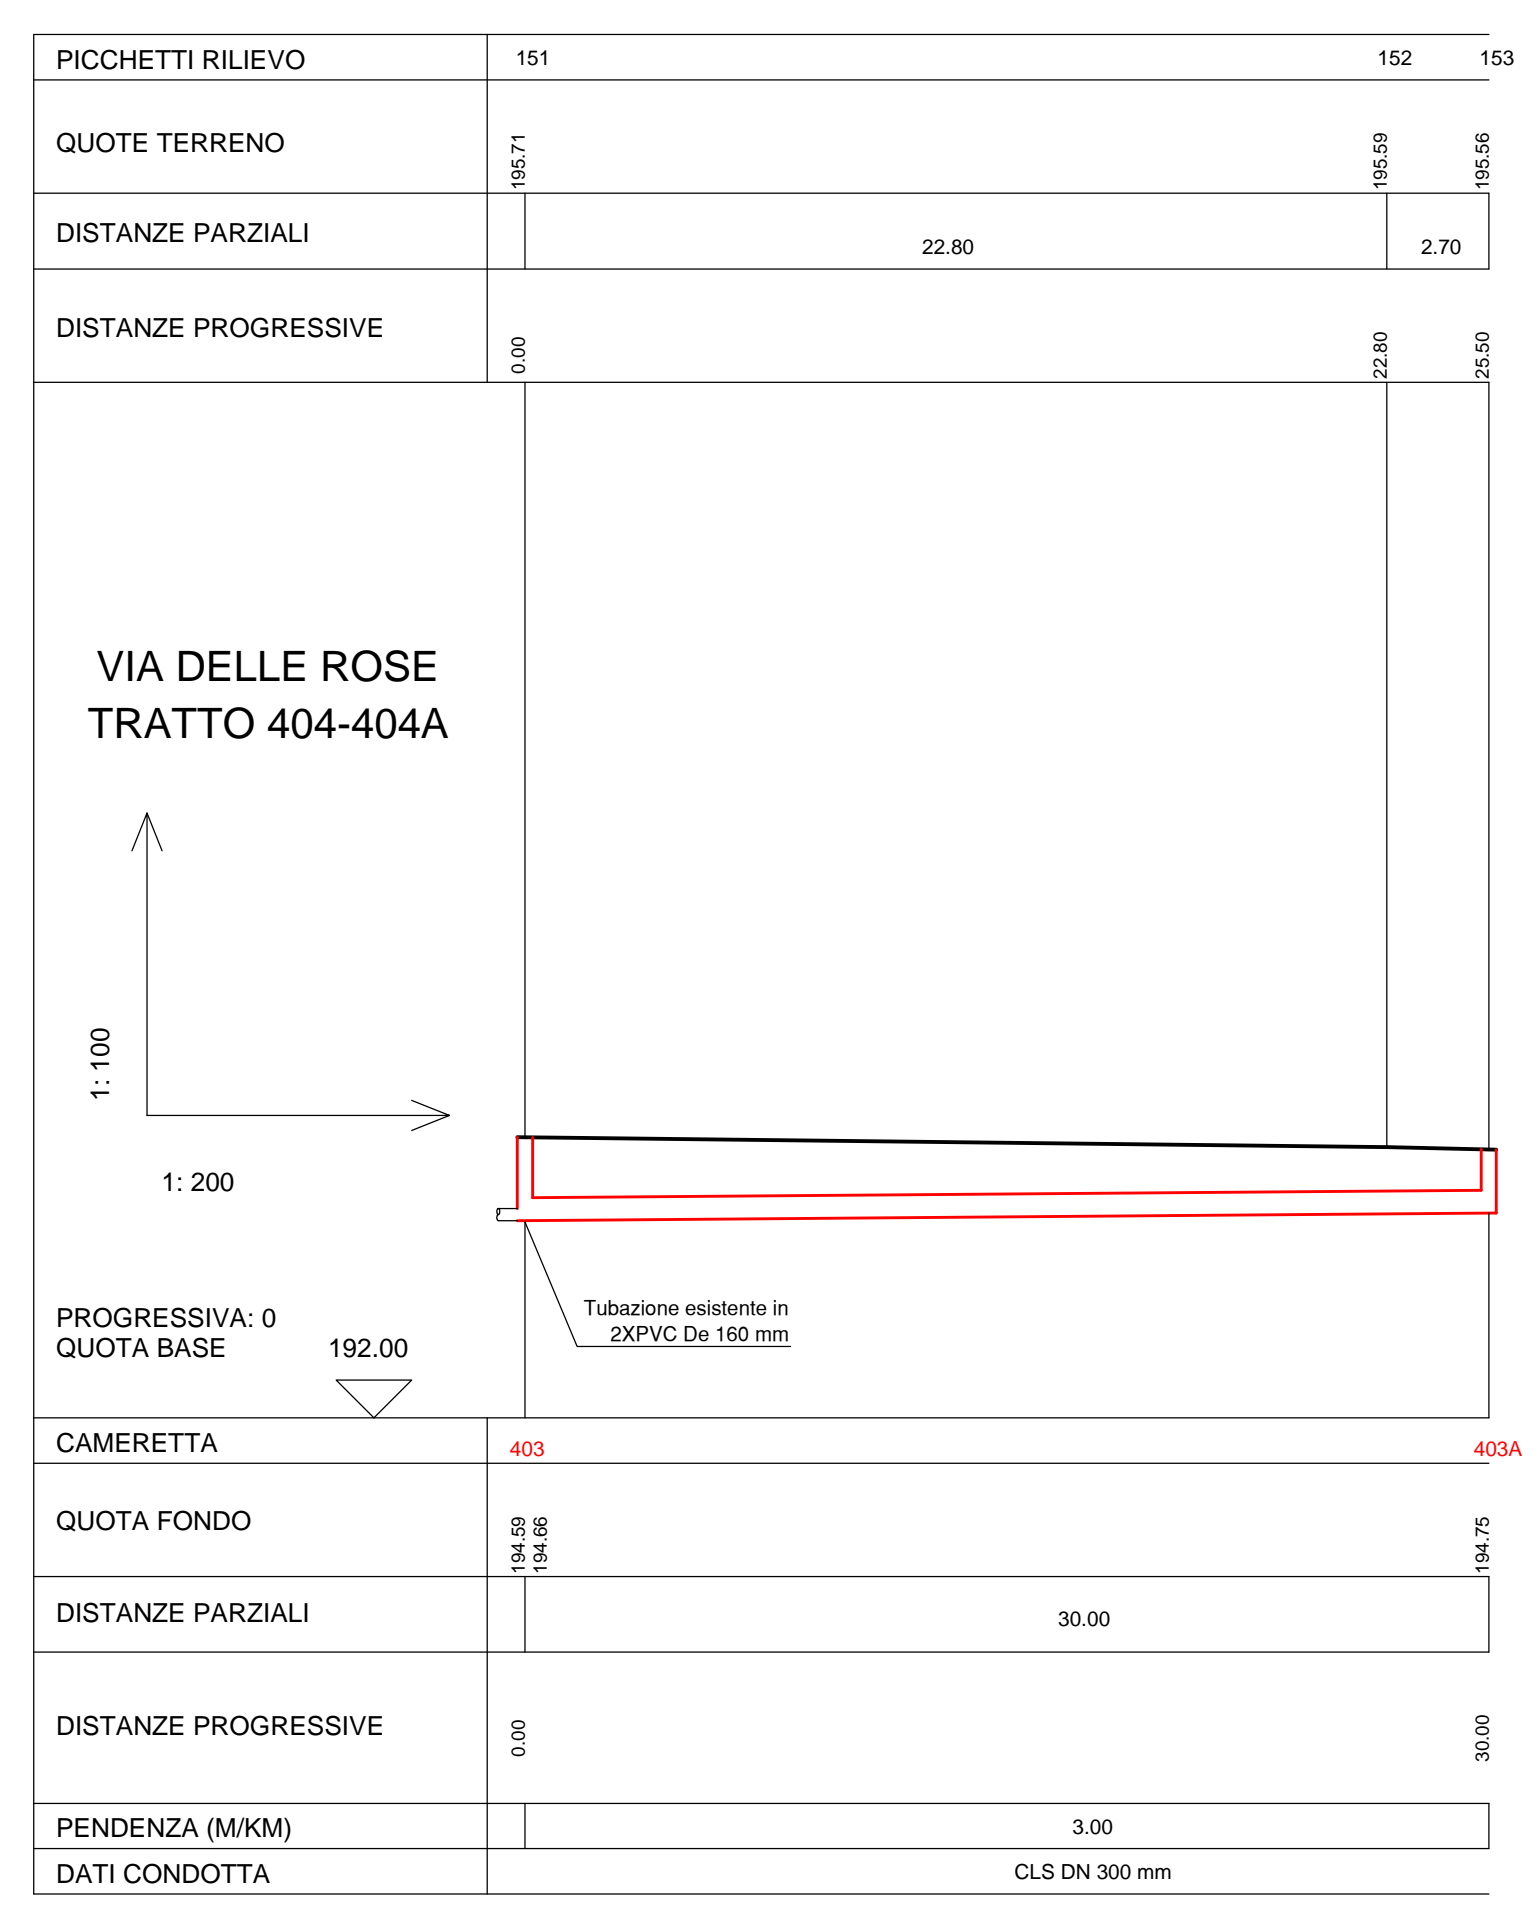 PICCHETTI RILIEVO 151 152 153
QUOTE TERRENO 195.71 195.59 195.56
DISTANZE PARZIALI 22.80 2.70
DISTANZE PROGRESSIVE 0.00 22.80 25.50
VIA DELLE ROSE
TRATTO 404-404A
1: 100
1: 200
Tubazione esistente in
2XPVC De 160 mm
PROGRESSIVA: 0
QUOTA BASE 192.00
CAMERETTA 403 403A
QUOTA FONDO 194.59 194.66 194.75
DISTANZE PARZIALI 30.00
DISTANZE PROGRESSIVE 0.00 30.00
PENDENZA (M/KM) 3.00
DATI CONDOTTA CLS DN 300 mm